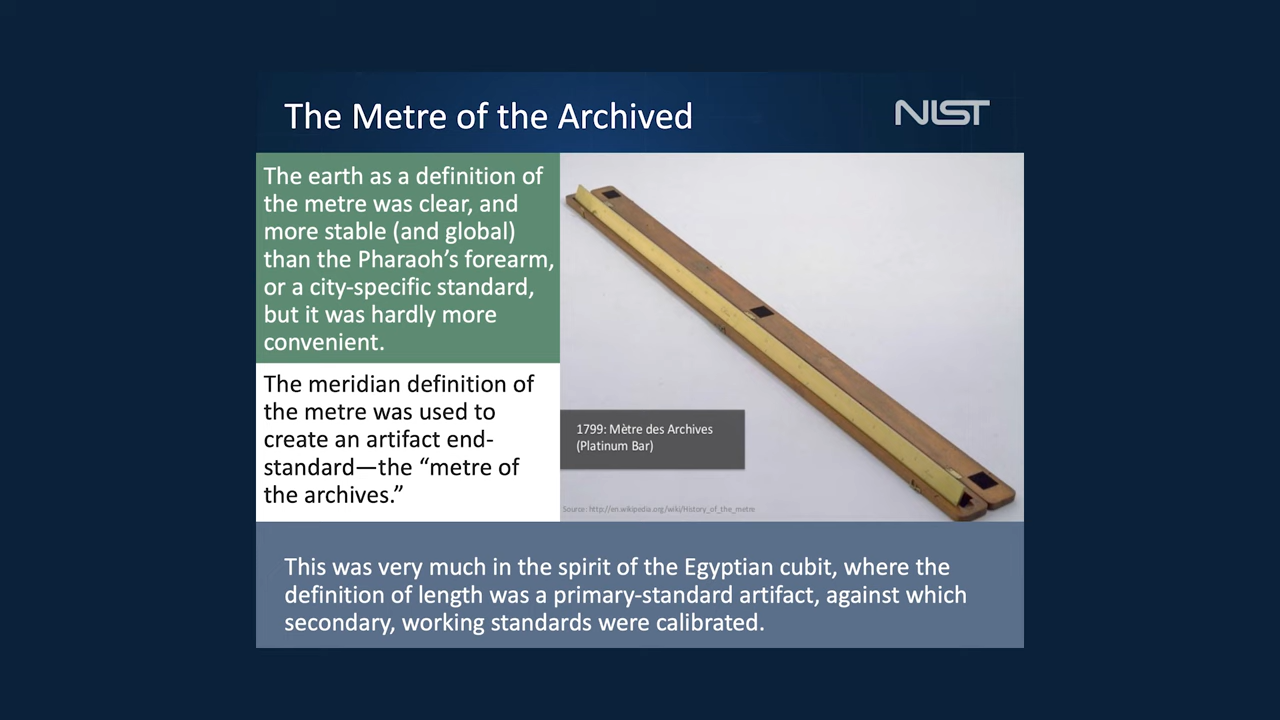 The Metre of the Archived
NIST
The earth as a definition of
the metre was clear, and
more stable (and global)
than the Pharaoh’s forearm,
or a city-specific standard,
but it was hardly more
convenient.
The meridian definition of
the metre was used to
create an artifact end-
standard—the “metre of
the archives.”
1799: Mètre des Archives
(Platinum Bar)
Source: http://en.wikipedia.org/wiki/History_of_the_metre
This was very much in the spirit of the Egyptian cubit, where the
definition of length was a primary-standard artifact, against which
secondary, working standards were calibrated.